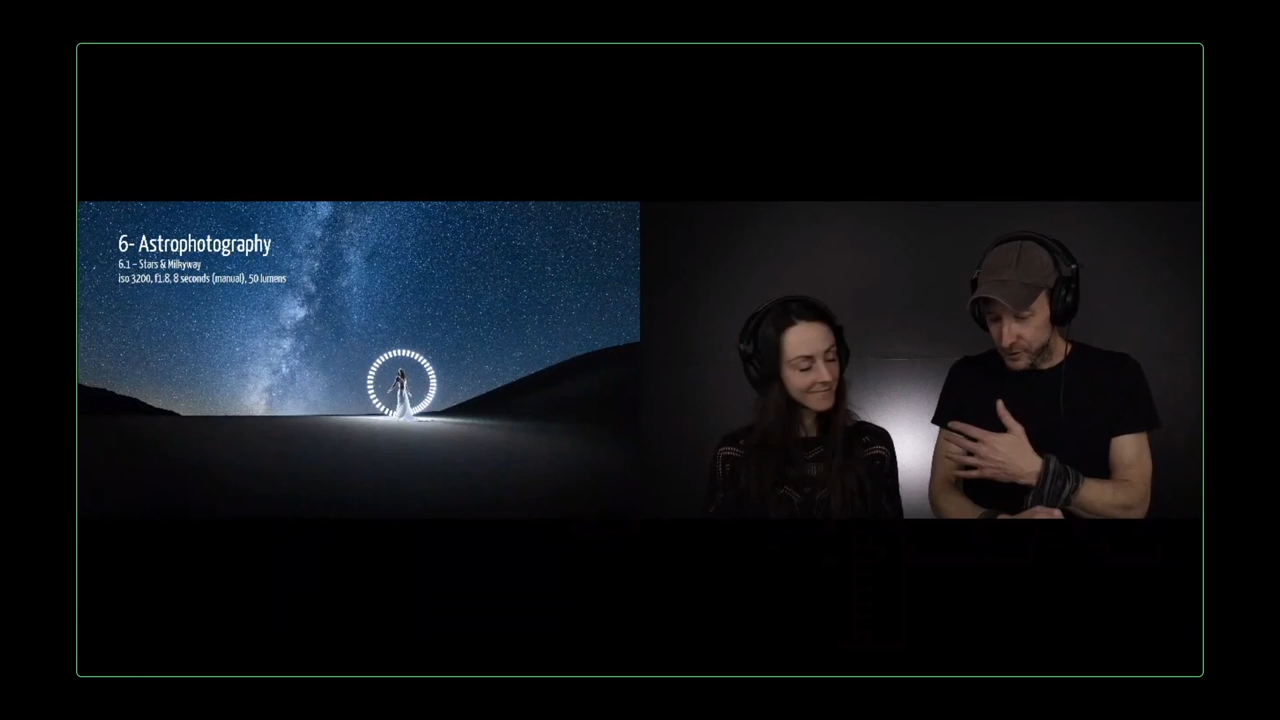 6- Astrophotography
6.1 – Stars & Milkyway
iso 3200, f1.8, 8 seconds (manual), 50 lumens